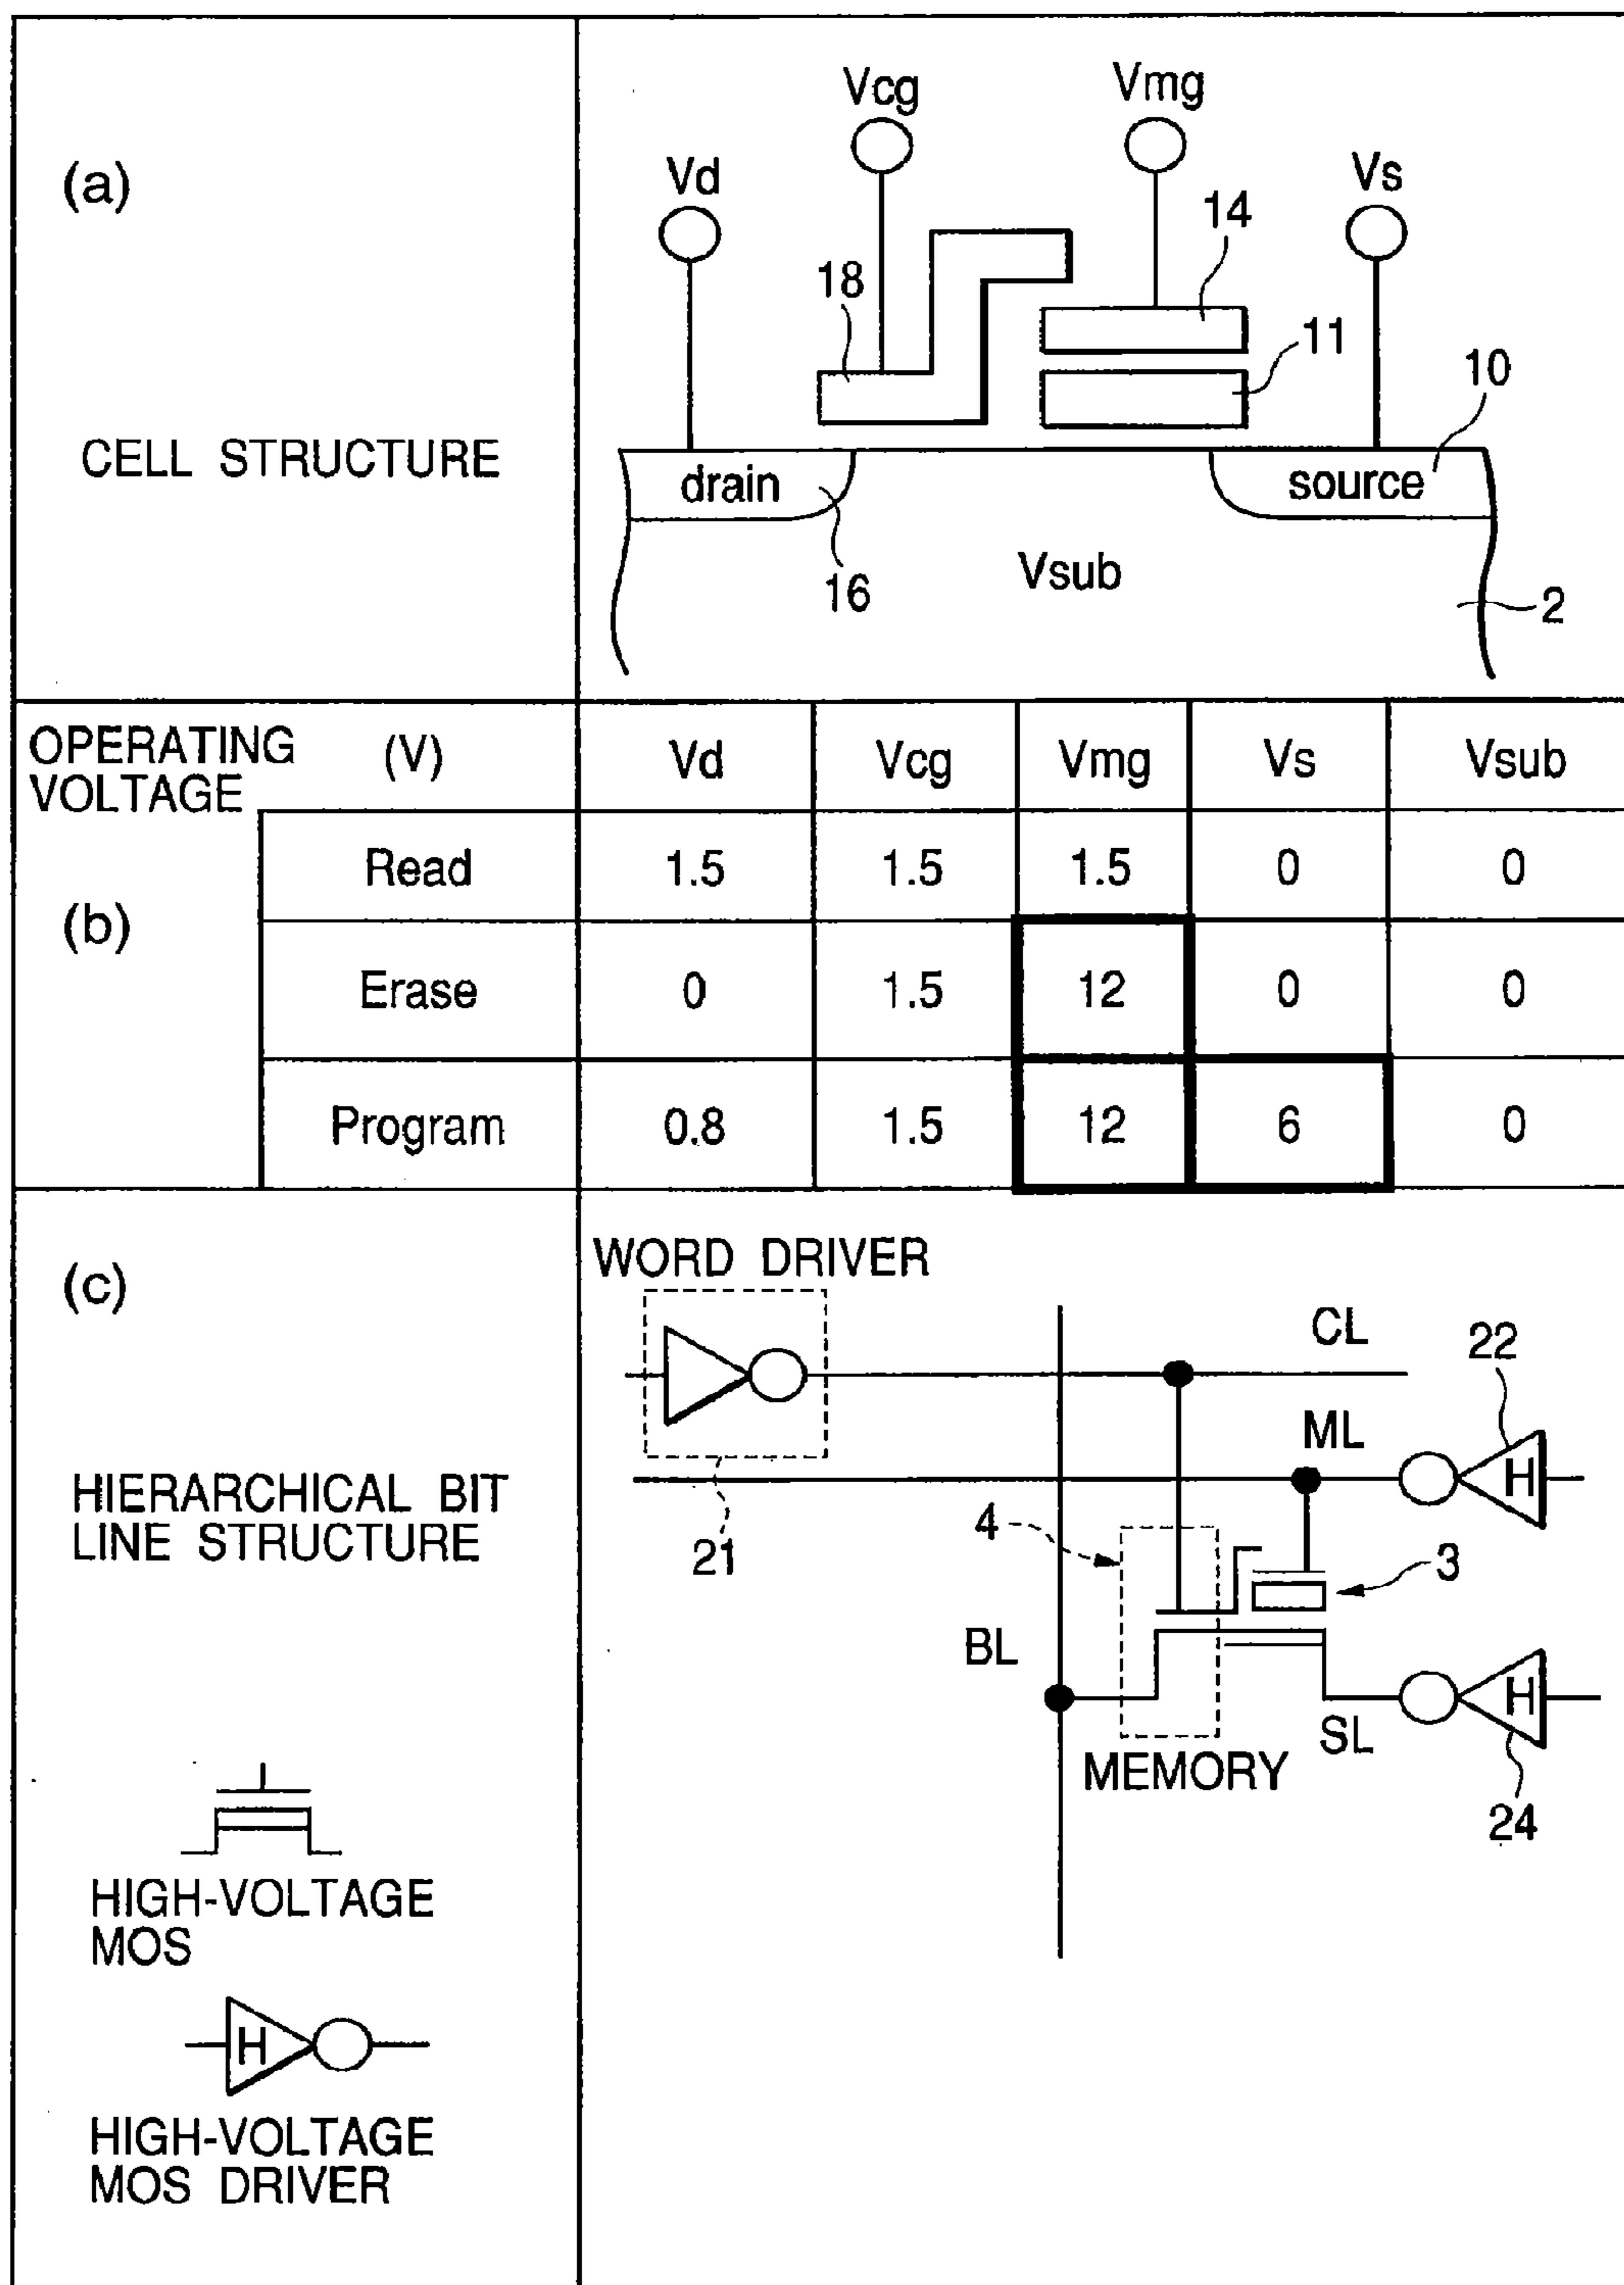 (a)
CELL STRUCTURE
Vcg
Vmg
Vd
Vs
14
18
11
10
drain
source
16
Vsub
2
OPERATING VOLTAGE (V) Vd Vcg Vmg Vs Vsub
(b)
Read 1.5 1.5 1.5 0 0
Erase 0 1.5 12 0 0
Program 0.8 1.5 12 6 0
(c)
HIERARCHICAL BIT
LINE STRUCTURE
HIGH-VOLTAGE
MOS
H
HIGH-VOLTAGE
MOS DRIVER
WORD DRIVER
CL
22
ML
H
21
4
3
BL
H
SL
MEMORY
24